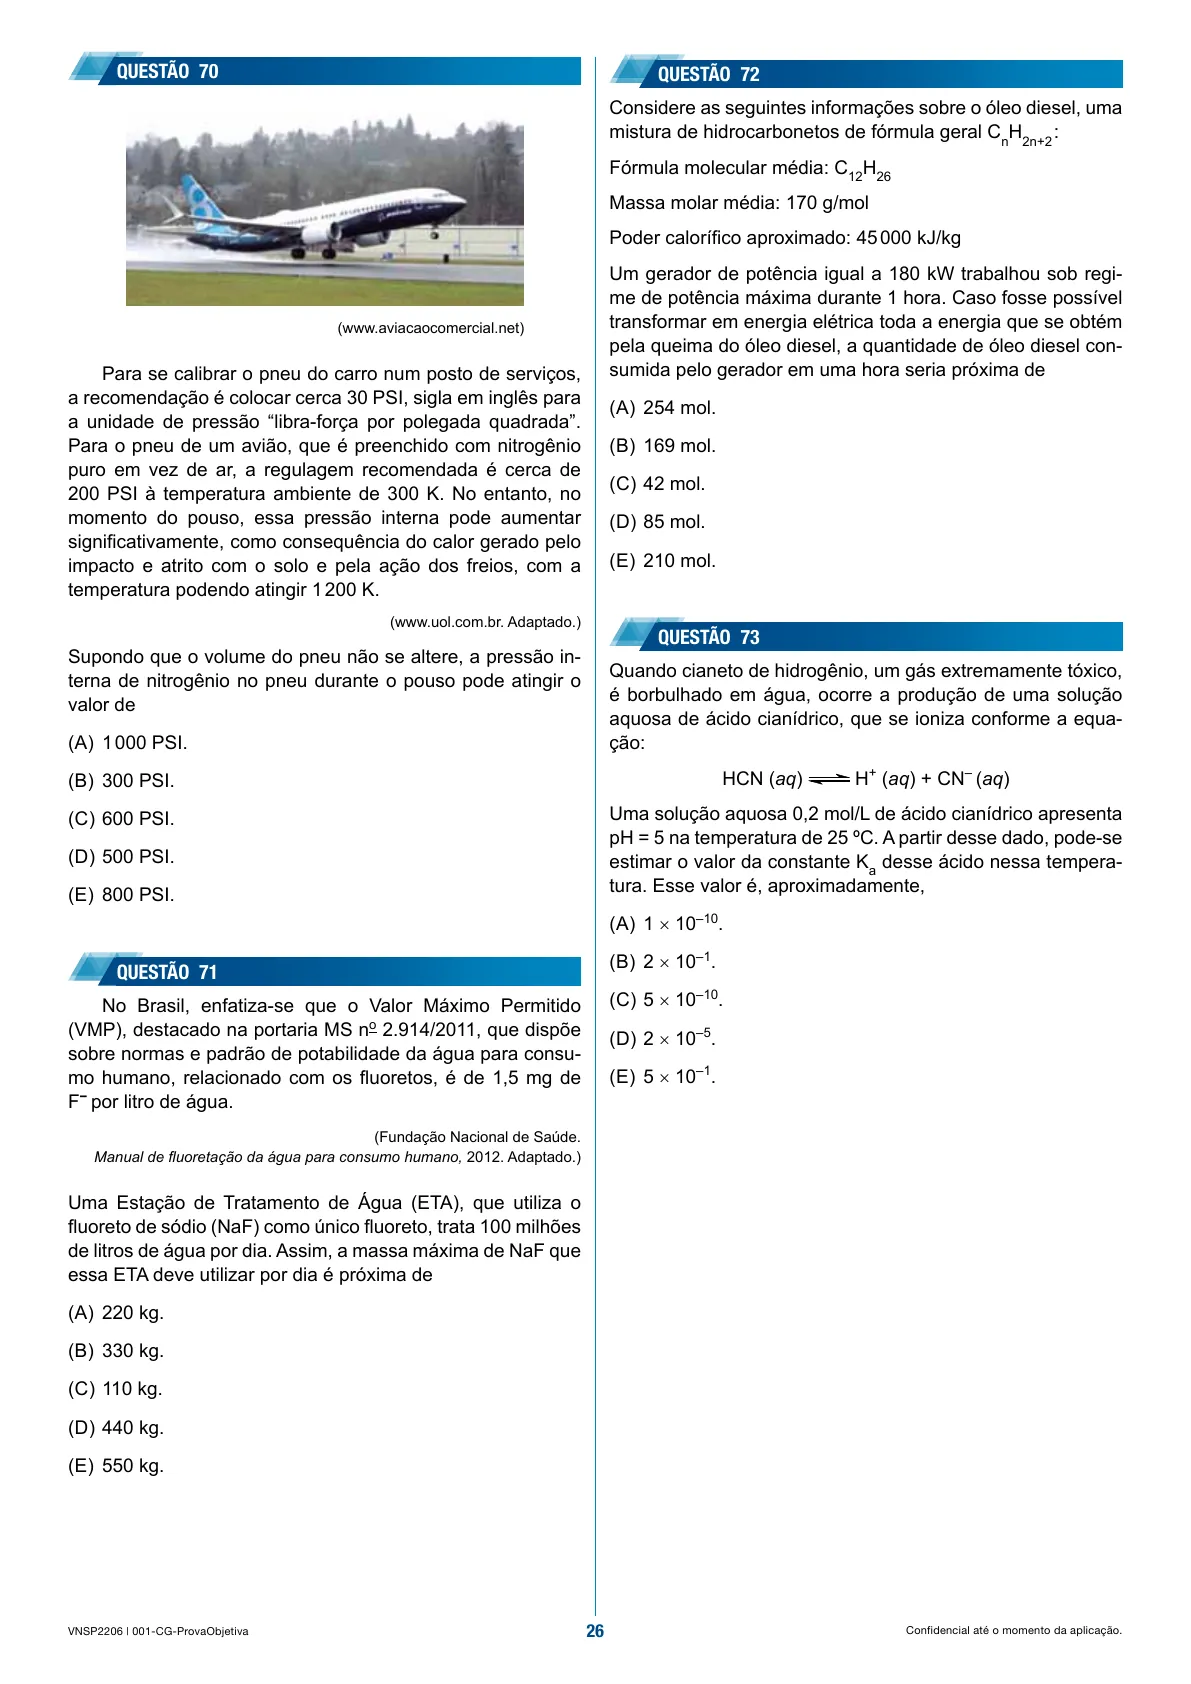 QUESTÃO 70
(www.aviacaocomercial.net)
Para se calibrar o pneu do carro num posto de serviços,
a recomendação é colocar cerca 30 PSI, sigla em inglês para
a unidade de pressão “libra-força por polegada quadrada”.
Para o pneu de um avião, que é preenchido com nitrogênio
puro em vez de ar, a regulagem recomendada é cerca de
200 PSI à temperatura ambiente de 300 K. No entanto, no
momento do pouso, essa pressão interna pode aumentar
significativamente, como consequência do calor gerado pelo
impacto e atrito com o solo e pela ação dos freios, com a
temperatura podendo atingir 1 200 K.
(www.uol.com.br. Adaptado.)
Supondo que o volume do pneu não se altere, a pressão in-
terna de nitrogênio no pneu durante o pouso pode atingir o
valor de
(A) 1 000 PSI.
(B) 300 PSI.
(C) 600 PSI.
(D) 500 PSI.
(E) 800 PSI.
QUESTÃO 71
No Brasil, enfatiza-se que o Valor Máximo Permitido
(VMP), destacado na portaria MS nº 2.914/2011, que dispõe
sobre normas e padrão de potabilidade da água para consu-
mo humano, relacionado com os fluoretos, é de 1,5 mg de
F⁻ por litro de água.
(Fundação Nacional de Saúde.
Manual de fluoretação da água para consumo humano, 2012. Adaptado.)
Uma Estação de Tratamento de Água (ETA), que utiliza o
fluoreto de sódio (NaF) como único fluoreto, trata 100 milhões
de litros de água por dia. Assim, a massa máxima de NaF que
essa ETA deve utilizar por dia é próxima de
(A) 220 kg.
(B) 330 kg.
(C) 110 kg.
(D) 440 kg.
(E) 550 kg.
QUESTÃO 72
Considere as seguintes informações sobre o óleo diesel, uma
mistura de hidrocarbonetos de fórmula geral CₙH₂ₙ₊₂:
Fórmula molecular média: C₁₂H₂₆
Massa molar média: 170 g/mol
Poder calorífico aproximado: 45 000 kJ/kg
Um gerador de potência igual a 180 kW trabalhou sob regi-
me de potência máxima durante 1 hora. Caso fosse possível
transformar em energia elétrica toda a energia que se obtém
pela queima do óleo diesel, a quantidade de óleo diesel con-
sumida pelo gerador em uma hora seria próxima de
(A) 254 mol.
(B) 169 mol.
(C) 42 mol.
(D) 85 mol.
(E) 210 mol.
QUESTÃO 73
Quando cianeto de hidrogênio, um gás extremamente tóxico,
é borbulhado em água, ocorre a produção de uma solução
aquosa de ácido cianídrico, que se ioniza conforme a equa-
ção:
HCN (aq) ⇌ H⁺ (aq) + CN⁻ (aq)
Uma solução aquosa 0,2 mol/L de ácido cianídrico apresenta
pH = 5 na temperatura de 25 ºC. A partir desse dado, pode-se
estimar o valor da constante Kₐ desse ácido nessa tempera-
tura. Esse valor é, aproximadamente,
(A) 1 × 10⁻¹⁰.
(B) 2 × 10⁻¹.
(C) 5 × 10⁻¹⁰.
(D) 2 × 10⁻⁵.
(E) 5 × 10⁻¹.
VNSP2206 | 001-CG-ProvaObjetiva
26
Confidencial até o momento da aplicação.